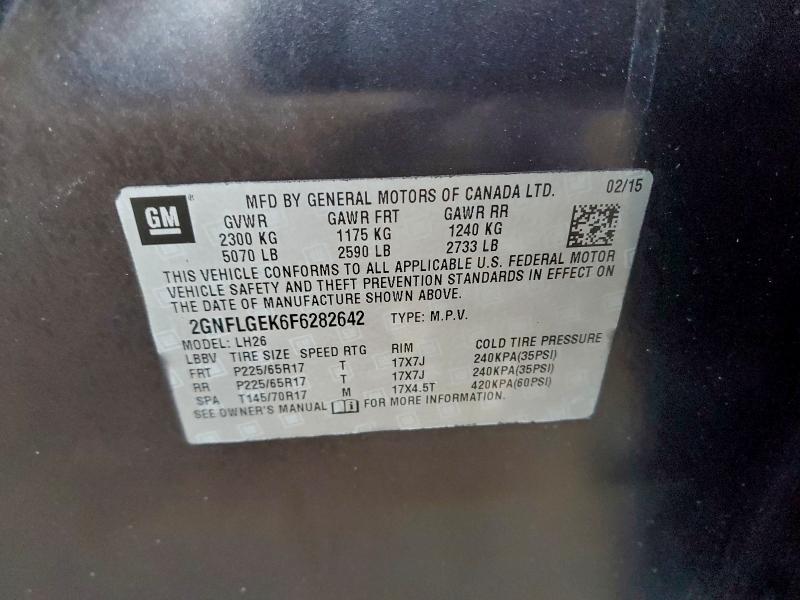 GM ® MFD BY GENERAL MOTORS OF CANADA LTD. 02/15
GVWR GAWR FRT GAWR RR
2300 KG 1175 KG 1240 KG
5070 LB 2590 LB 2733 LB
THIS VEHICLE CONFORMS TO ALL APPLICABLE U.S. FEDERAL MOTOR
VEHICLE SAFETY AND THEFT PREVENTION STANDARDS IN EFFECT ON
THE DATE OF MANUFACTURE SHOWN ABOVE.
2GNFLGEK6F6282642 TYPE: M.P.V.
MODEL: LH26
LBBV TIRE SIZE SPEED RTG RIM COLD TIRE PRESSURE
FRT P225/65R17 T 17X7J 240KPA(35PSI)
RR P225/65R17 T 17X7J 240KPA(35PSI)
SPA T145/70R17 M 17X4.5T 420KPA(60PSI)
SEE OWNER'S MANUAL FOR MORE INFORMATION.